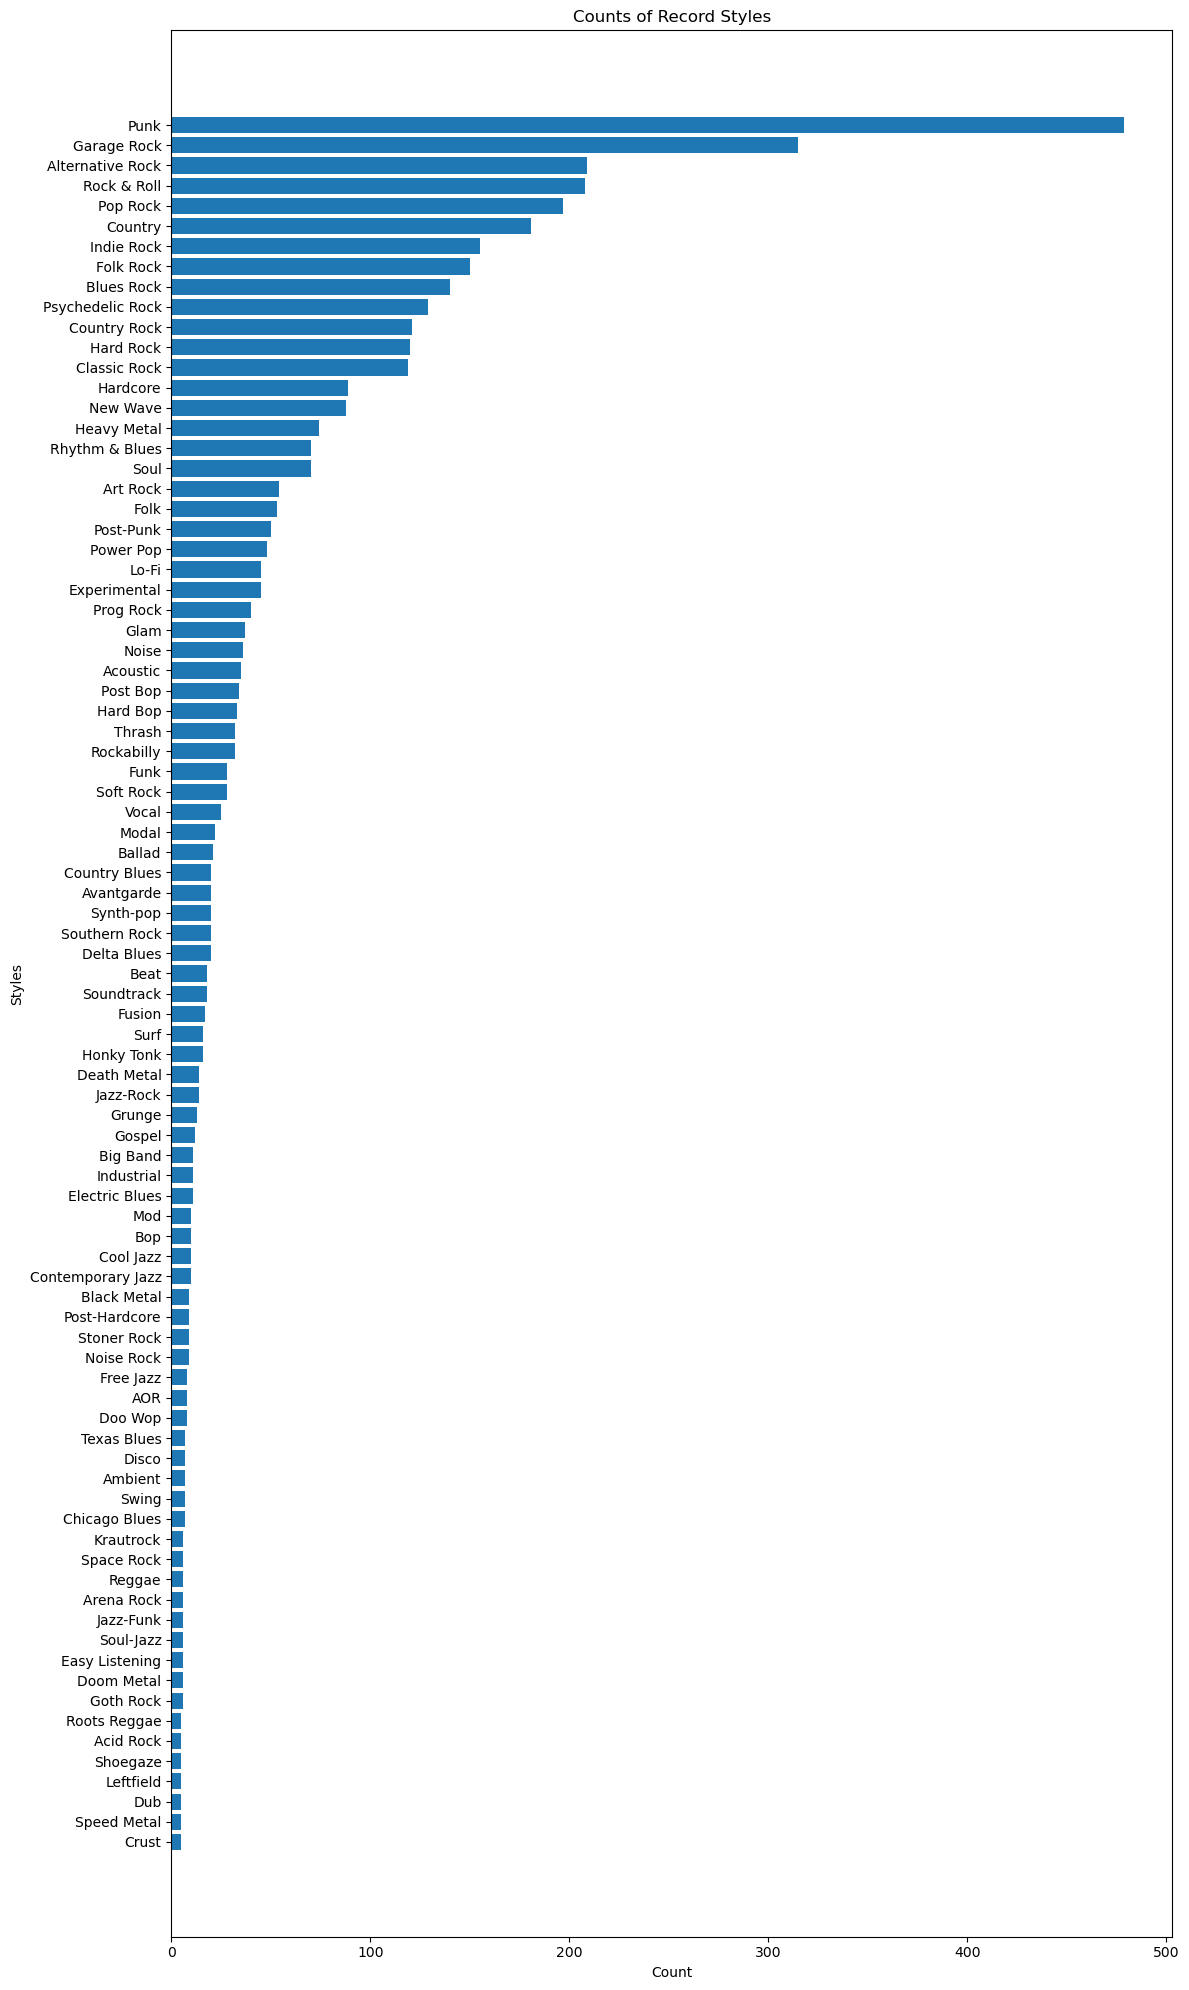 Counts of Record Styles
Punk
Garage Rock
Alternative Rock
Rock & Roll
Pop Rock
Country
Indie Rock
Folk Rock
Blues Rock
Psychedelic Rock
Country Rock
Hard Rock
Classic Rock
Hardcore
New Wave
Heavy Metal
Rhythm & Blues
Soul
Art Rock
Folk
Post-Punk
Power Pop
Lo-Fi
Experimental
Prog Rock
Glam
Noise
Acoustic
Post Bop
Hard Bop
Thrash
Rockabilly
Funk
Soft Rock
Vocal
Modal
Ballad
Country Blues
Avantgarde
Synth-pop
Southern Rock
Delta Blues
Beat
Soundtrack
Fusion
Surf
Honky Tonk
Death Metal
Jazz-Rock
Grunge
Gospel
Big Band
Industrial
Electric Blues
Mod
Bop
Cool Jazz
Contemporary Jazz
Black Metal
Post-Hardcore
Stoner Rock
Noise Rock
Free Jazz
AOR
Doo Wop
Texas Blues
Disco
Ambient
Swing
Chicago Blues
Krautrock
Space Rock
Reggae
Arena Rock
Jazz-Funk
Soul-Jazz
Easy Listening
Doom Metal
Goth Rock
Roots Reggae
Acid Rock
Shoegaze
Leftfield
Dub
Speed Metal
Crust
Styles
0 100 200 300 400 500
Count